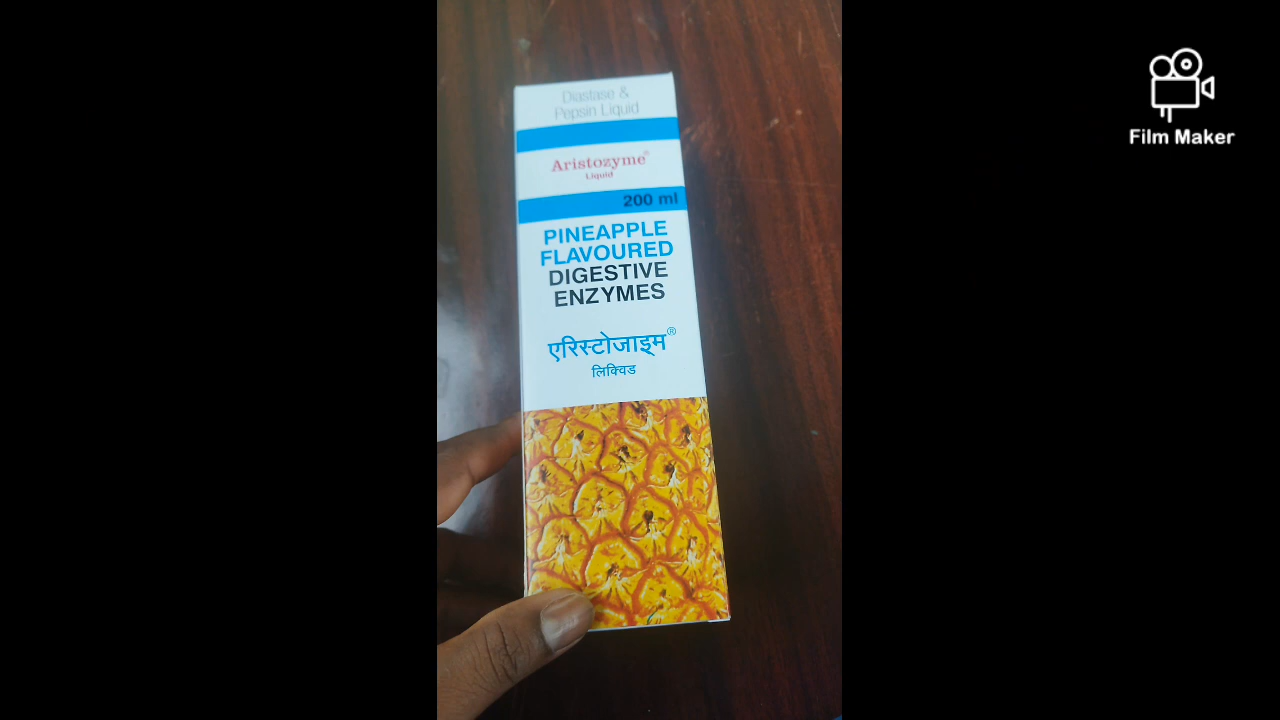 Diastase &
Pepsin Liquid
Aristozyme®
Liquid
200 ml
PINEAPPLE
FLAVOURED
DIGESTIVE
ENZYMES
एरिस्टोजाइम®
लिक्विड
Film Maker